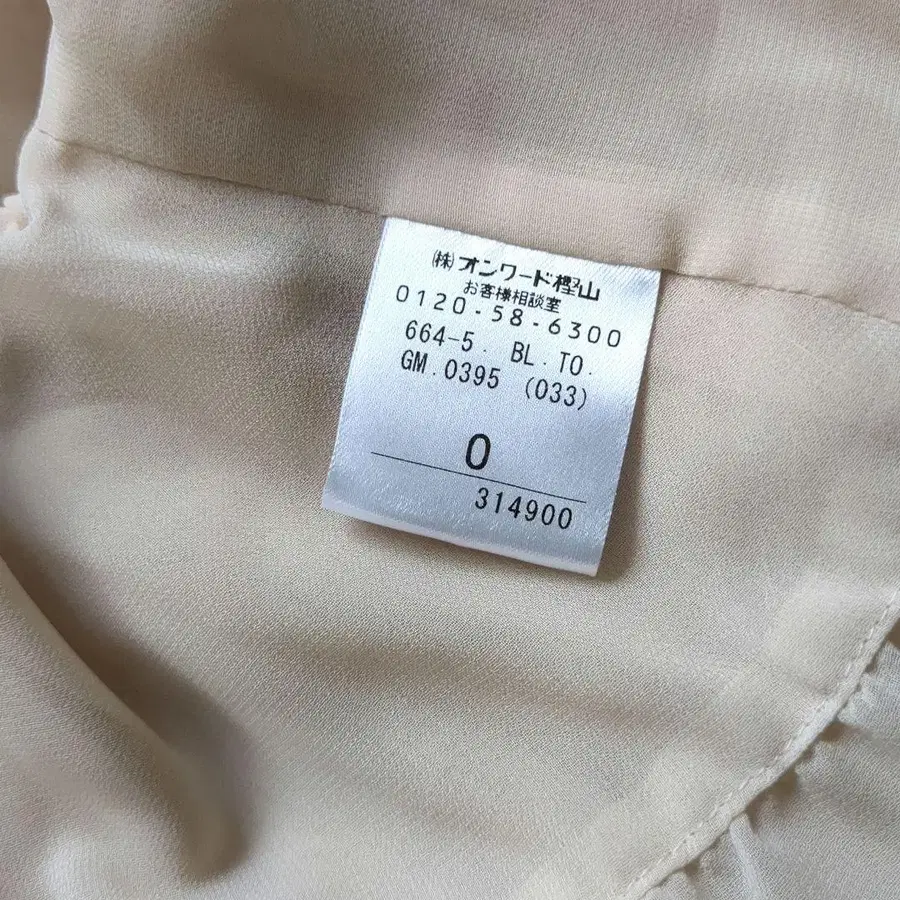 (株)オンワード樫山
お客様相談室
0120-58-6300
664-5. BL.TO.
GM.0395 (033)
0
314900